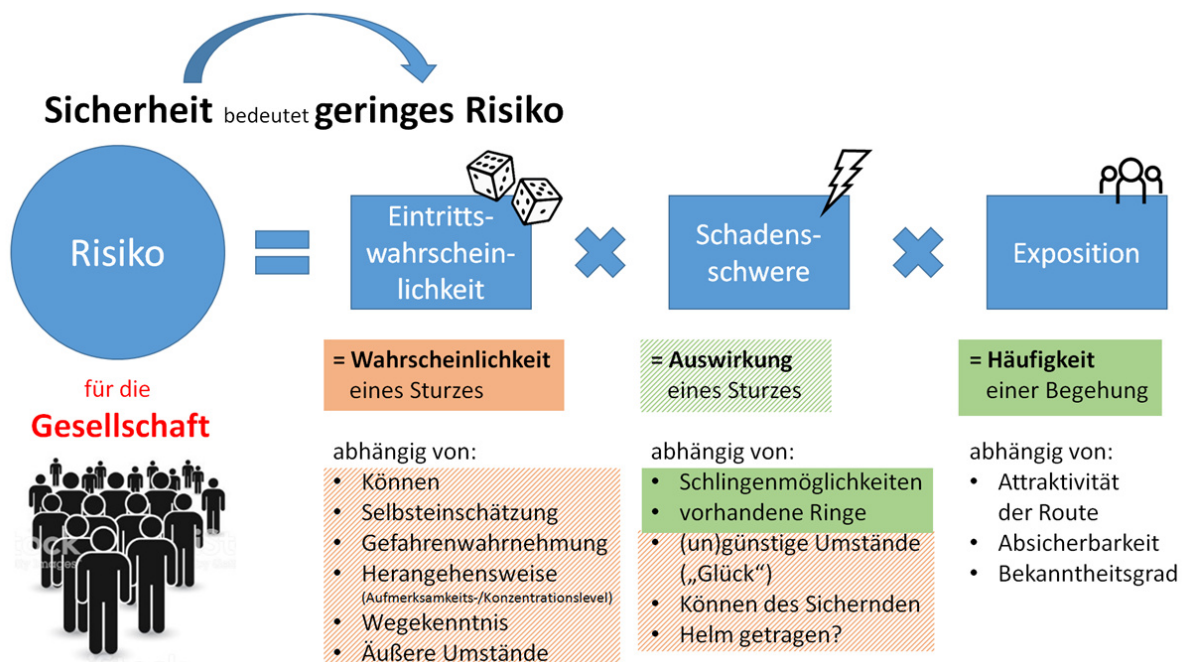 Sicherheit bedeutet geringes Risiko
Risiko
Eintritts-
wahrschein-
lichkeit
Schadens-
schwere
Exposition
für die
Gesellschaft
= Wahrscheinlichkeit
eines Sturzes
= Auswirkung
eines Sturzes
= Häufigkeit
einer Begehung
abhängig von:
• Können
• Selbsteinschätzung
• Gefahrenwahrnehmung
• Herangehensweise
(Aufmerksamkeits-/Konzentrationslevel)
• Wegekenntnis
• Äußere Umstände
abhängig von:
• Schlingenmöglichkeiten
• vorhandene Ringe
• (un)günstige Umstände
(„Glück“)
• Können des Sichernden
• Helm getragen?
abhängig von:
• Attraktivität
der Route
• Absicherbarkeit
• Bekanntheitsgrad